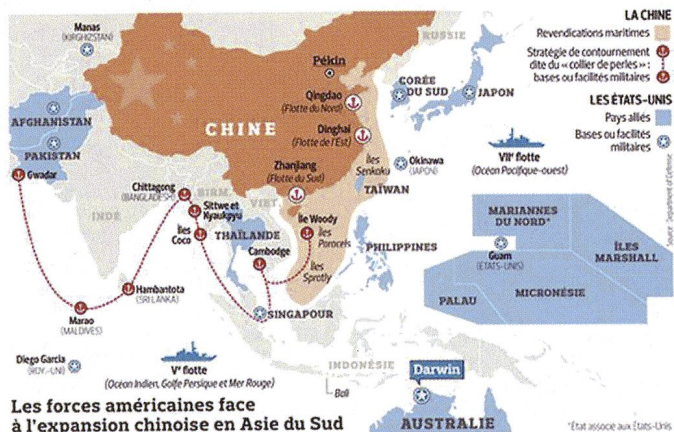 Manas
(KIRGHIZSTAN)
RUSSIE
LA CHINE
Revendications maritimes
Stratégie de contournement
dite du « collier de perles » :
bases ou facilités militaires
LES ÉTATS-UNIS
Pays alliés
Bases ou facilités
militaires
Pékin
Qingdao
(Flotte du Nord)
CORÉE
DU SUD
JAPON
AFGHANISTAN
CHINE
Dinghai
(Flotte de l'Est)
PAKISTAN
Îles
Senkaku
Okinawa
(JAPON)
VIIe flotte
(Océan Pacifique-ouest)
Gwadar
Zhanjiang
(Flotte du Sud)
TAÏWAN
Chittagong
(BANGLADESH)
BIRM.
VIET.
INDE
Sittwe et
Kyaukpyu
Île Woody
Îles
Paracels
MARIANNES
DU NORD*
Îles
Coco
THAÏLANDE
Cambodge
PHILIPPINES
Guam
(ÉTATS-UNIS)
ÎLES
MARSHALL
Îles
Spratly
Hambantota
(SRI LANKA)
PALAU
MICRONÉSIE
Marao
(MALDIVES)
SINGAPOUR
Diego Garcia
(ROY.-UNI)
Ve flotte
(Océan Indien, Golfe Persique et Mer Rouge)
INDONÉSIE
Bali
Darwin
AUSTRALIE
Les forces américaines face
à l'expansion chinoise en Asie du Sud
*État associé aux États-Unis
Source : Department of Defense